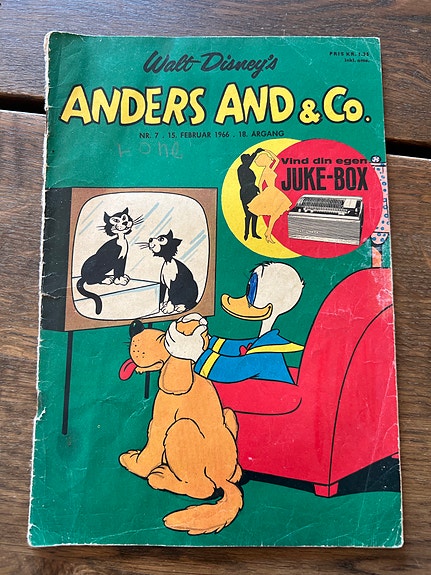 Walt Disney's
PRIS KR. 1.35
inkl. oms.
ANDERS AND & Co.
NR. 7 . 15. FEBRUAR 1966 . 18. ÅRGANG
Vind din egen
JUKE-BOX